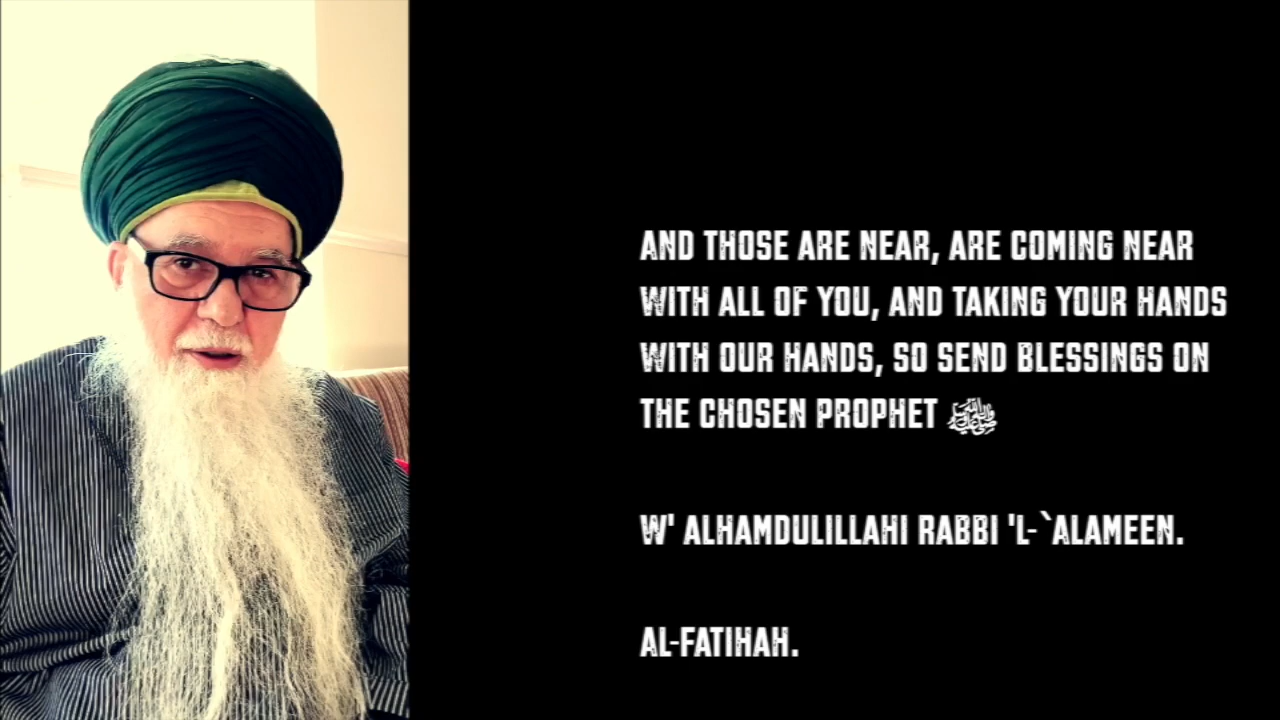 AND THOSE ARE NEAR, ARE COMING NEAR
WITH ALL OF YOU, AND TAKING YOUR HANDS
WITH OUR HANDS, SO SEND BLESSINGS ON
THE CHOSEN PROPHET ﷺ
W' ALHAMDULILLAHI RABBI 'L-`ALAMEEN.
AL-FATIHAH.